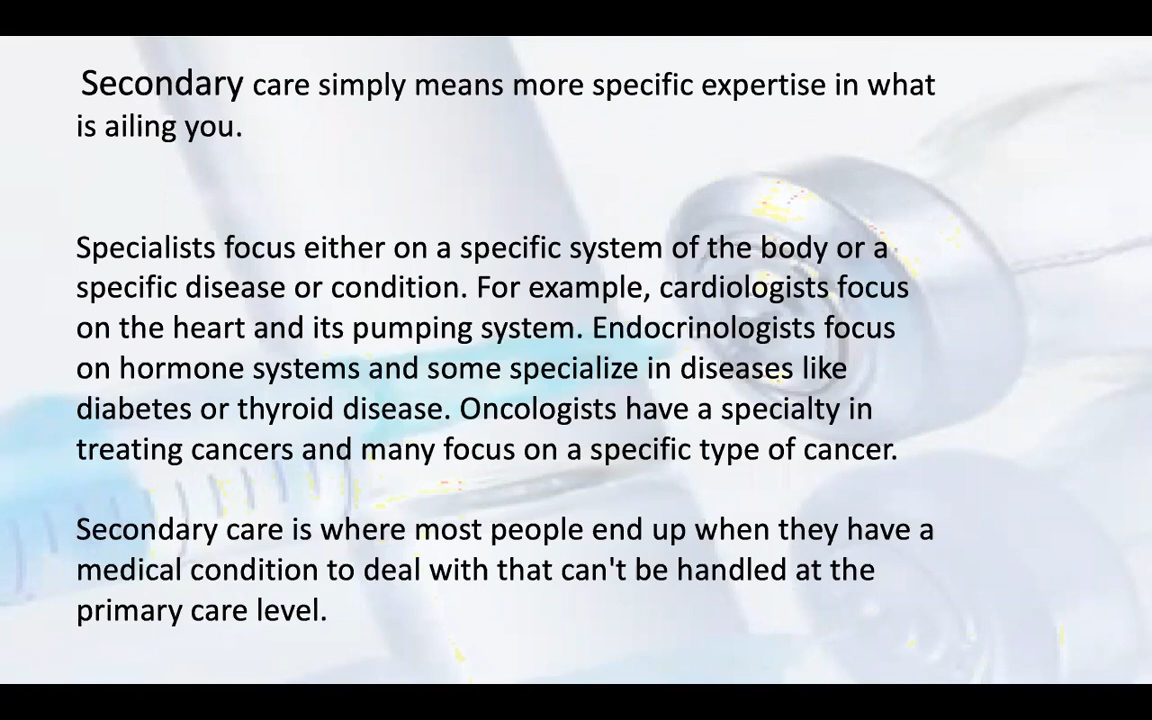 Secondary care simply means more specific expertise in what
is ailing you.
Specialists focus either on a specific system of the body or a
specific disease or condition. For example, cardiologists focus
on the heart and its pumping system. Endocrinologists focus
on hormone systems and some specialize in diseases like
diabetes or thyroid disease. Oncologists have a specialty in
treating cancers and many focus on a specific type of cancer.
Secondary care is where most people end up when they have a
medical condition to deal with that can't be handled at the
primary care level.